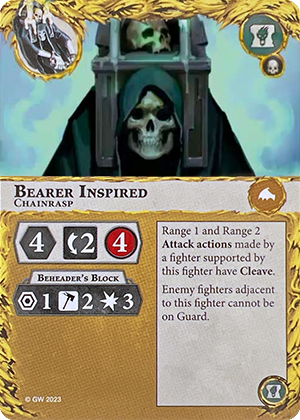 Bearer Inspired
Chainrasp
4 2 4
Beheader's Block
1 2 3
Range 1 and Range 2
Attack actions made by
a fighter supported by
this fighter have Cleave.
Enemy fighters adjacent
to this fighter cannot be
on Guard.
© GW 2023